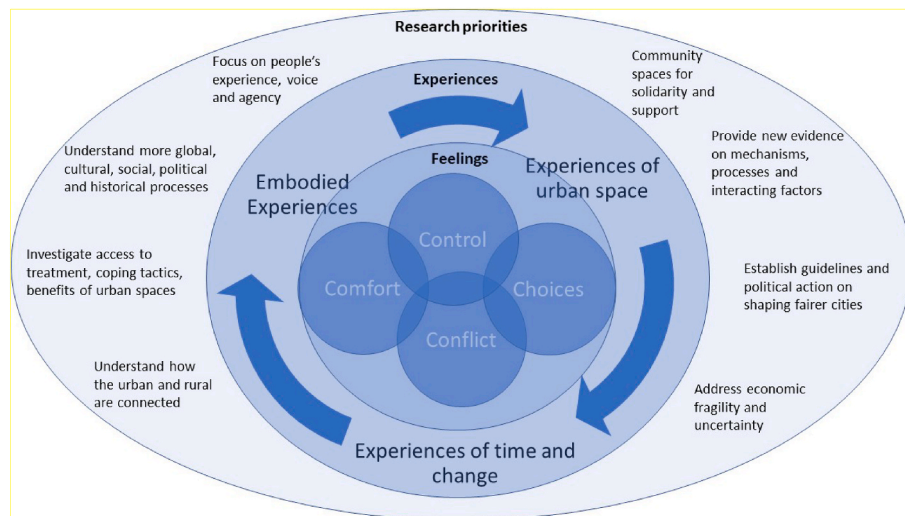 Research priorities
Focus on people's
experience, voice
and agency
Experiences
Community
spaces for
solidarity and
support
Understand more global,
cultural, social, political
and historical processes
Feelings
Provide new evidence
on mechanisms,
processes and
interacting factors
Embodied
Experiences
Experiences of
urban space
Control
Investigate access to
treatment, coping tactics,
benefits of urban spaces
Comfort
Choices
Establish guidelines and
political action on
shaping fairer cities
Conflict
Understand how
the urban and rural
are connected
Address economic
fragility and
uncertainty
Experiences of time and
change